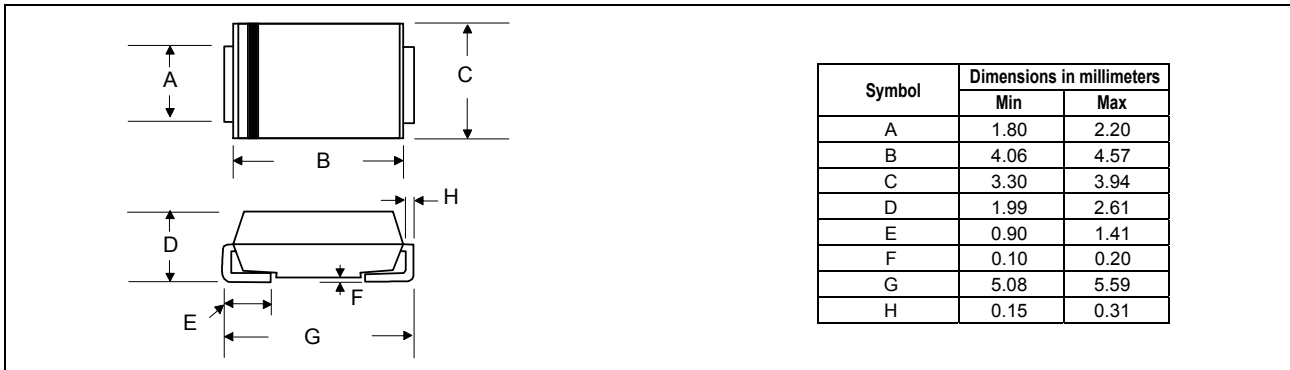 A
C
B
H
D
F
E
G
Symbol Dimensions in millimeters
Min Max
A 1.80 2.20
B 4.06 4.57
C 3.30 3.94
D 1.99 2.61
E 0.90 1.41
F 0.10 0.20
G 5.08 5.59
H 0.15 0.31